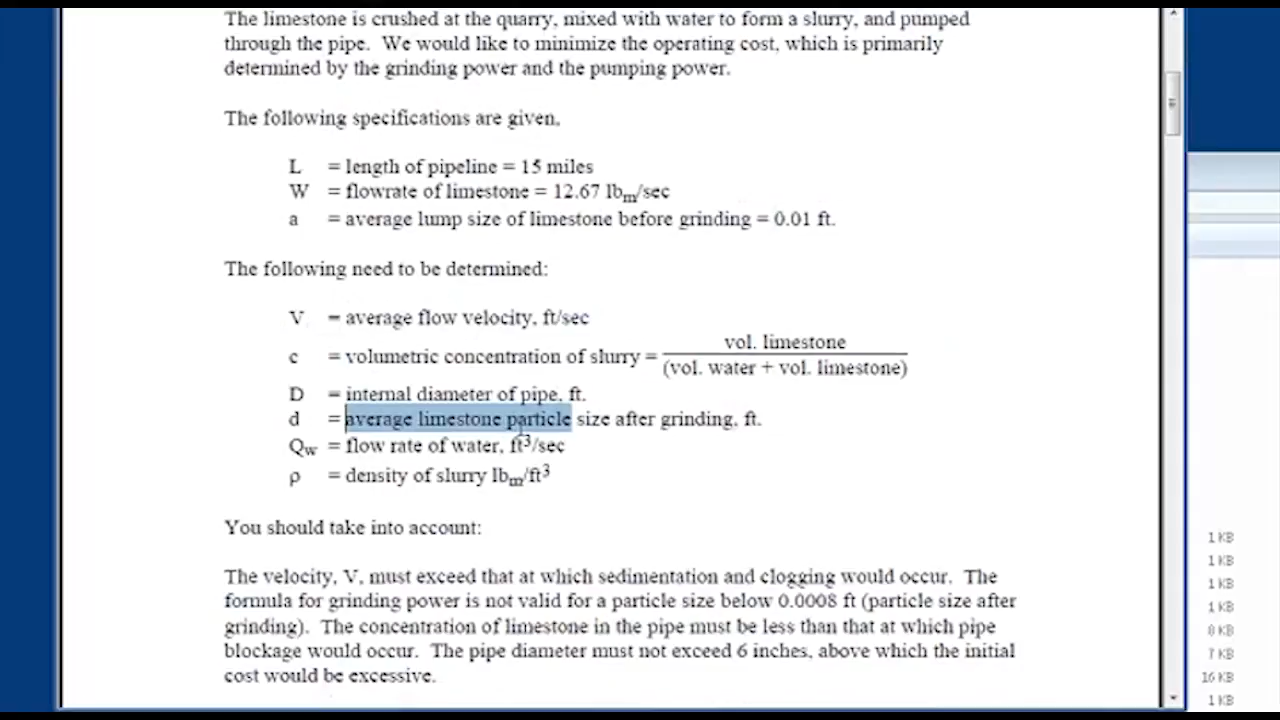 The limestone is crushed at the quarry, mixed with water to form a slurry, and pumped
through the pipe. We would like to minimize the operating cost, which is primarily
determined by the grinding power and the pumping power.
The following specifications are given,
L = length of pipeline = 15 miles
W = flowrate of limestone = 12.67 lbm/sec
a = average lump size of limestone before grinding = 0.01 ft.
The following need to be determined:
V = average flow velocity, ft/sec
c = volumetric concentration of slurry = vol. limestone / (vol. water + vol. limestone)
D = internal diameter of pipe, ft.
d = average limestone particle size after grinding, ft.
Qw = flow rate of water, ft³/sec
ρ = density of slurry lbm/ft³
You should take into account:
The velocity, V, must exceed that at which sedimentation and clogging would occur. The
formula for grinding power is not valid for a particle size below 0.0008 ft (particle size after
grinding). The concentration of limestone in the pipe must be less than that at which pipe
blockage would occur. The pipe diameter must not exceed 6 inches, above which the initial
cost would be excessive.
1 KB
1 KB
1 KB
1 KB
8 KB
7 KB
16 KB
1 KB